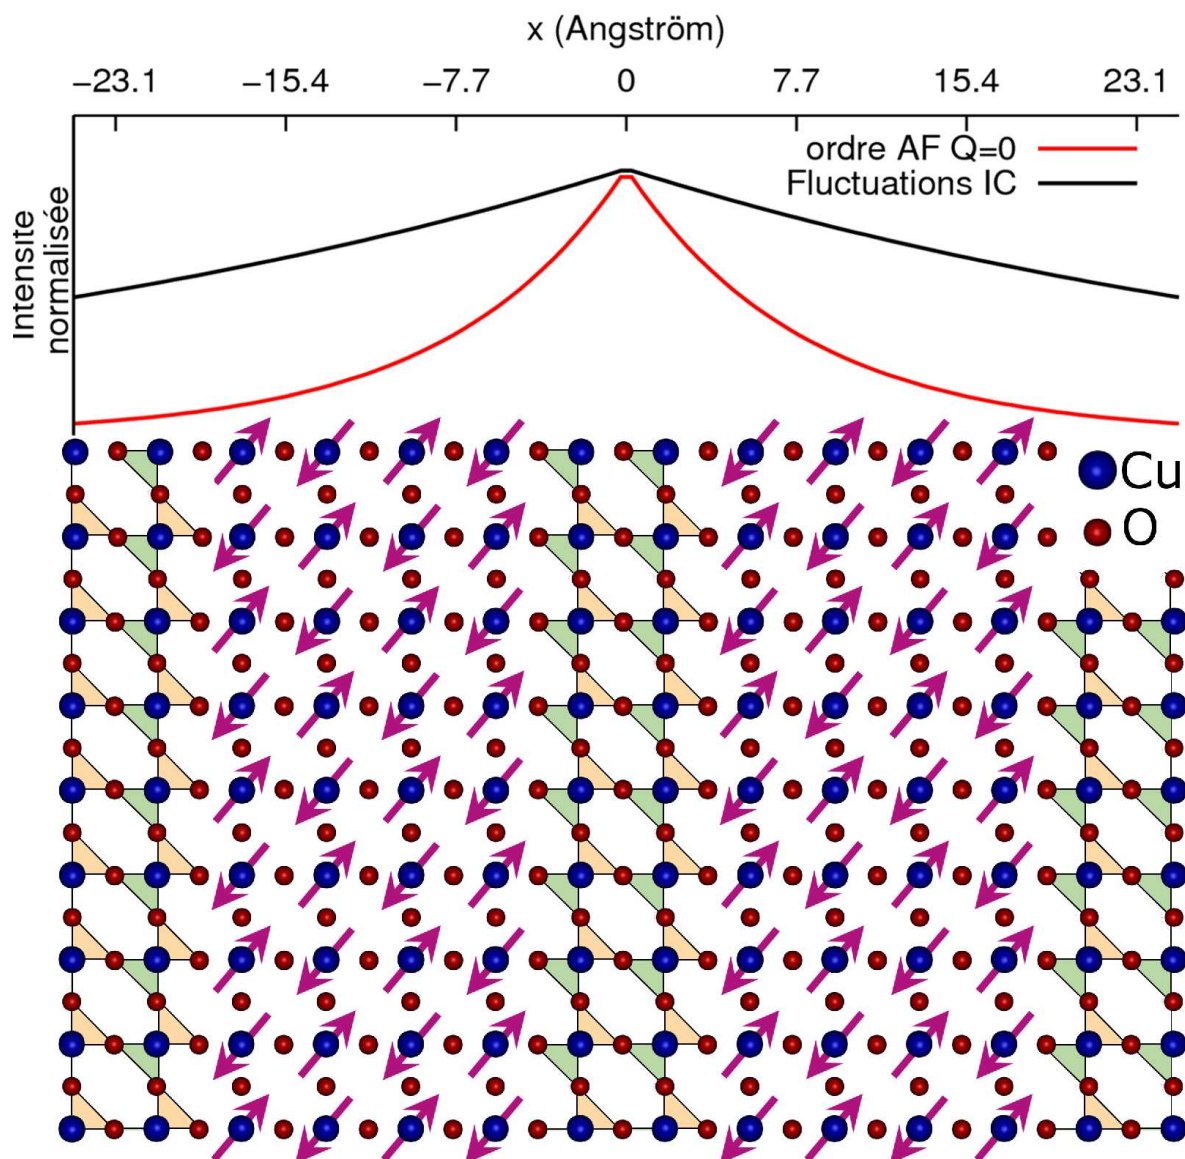 x (Angström)
−23.1 −15.4 −7.7 0 7.7 15.4 23.1
ordre AF Q=0
Fluctuations IC
Intensite
normalisée
Cu
O